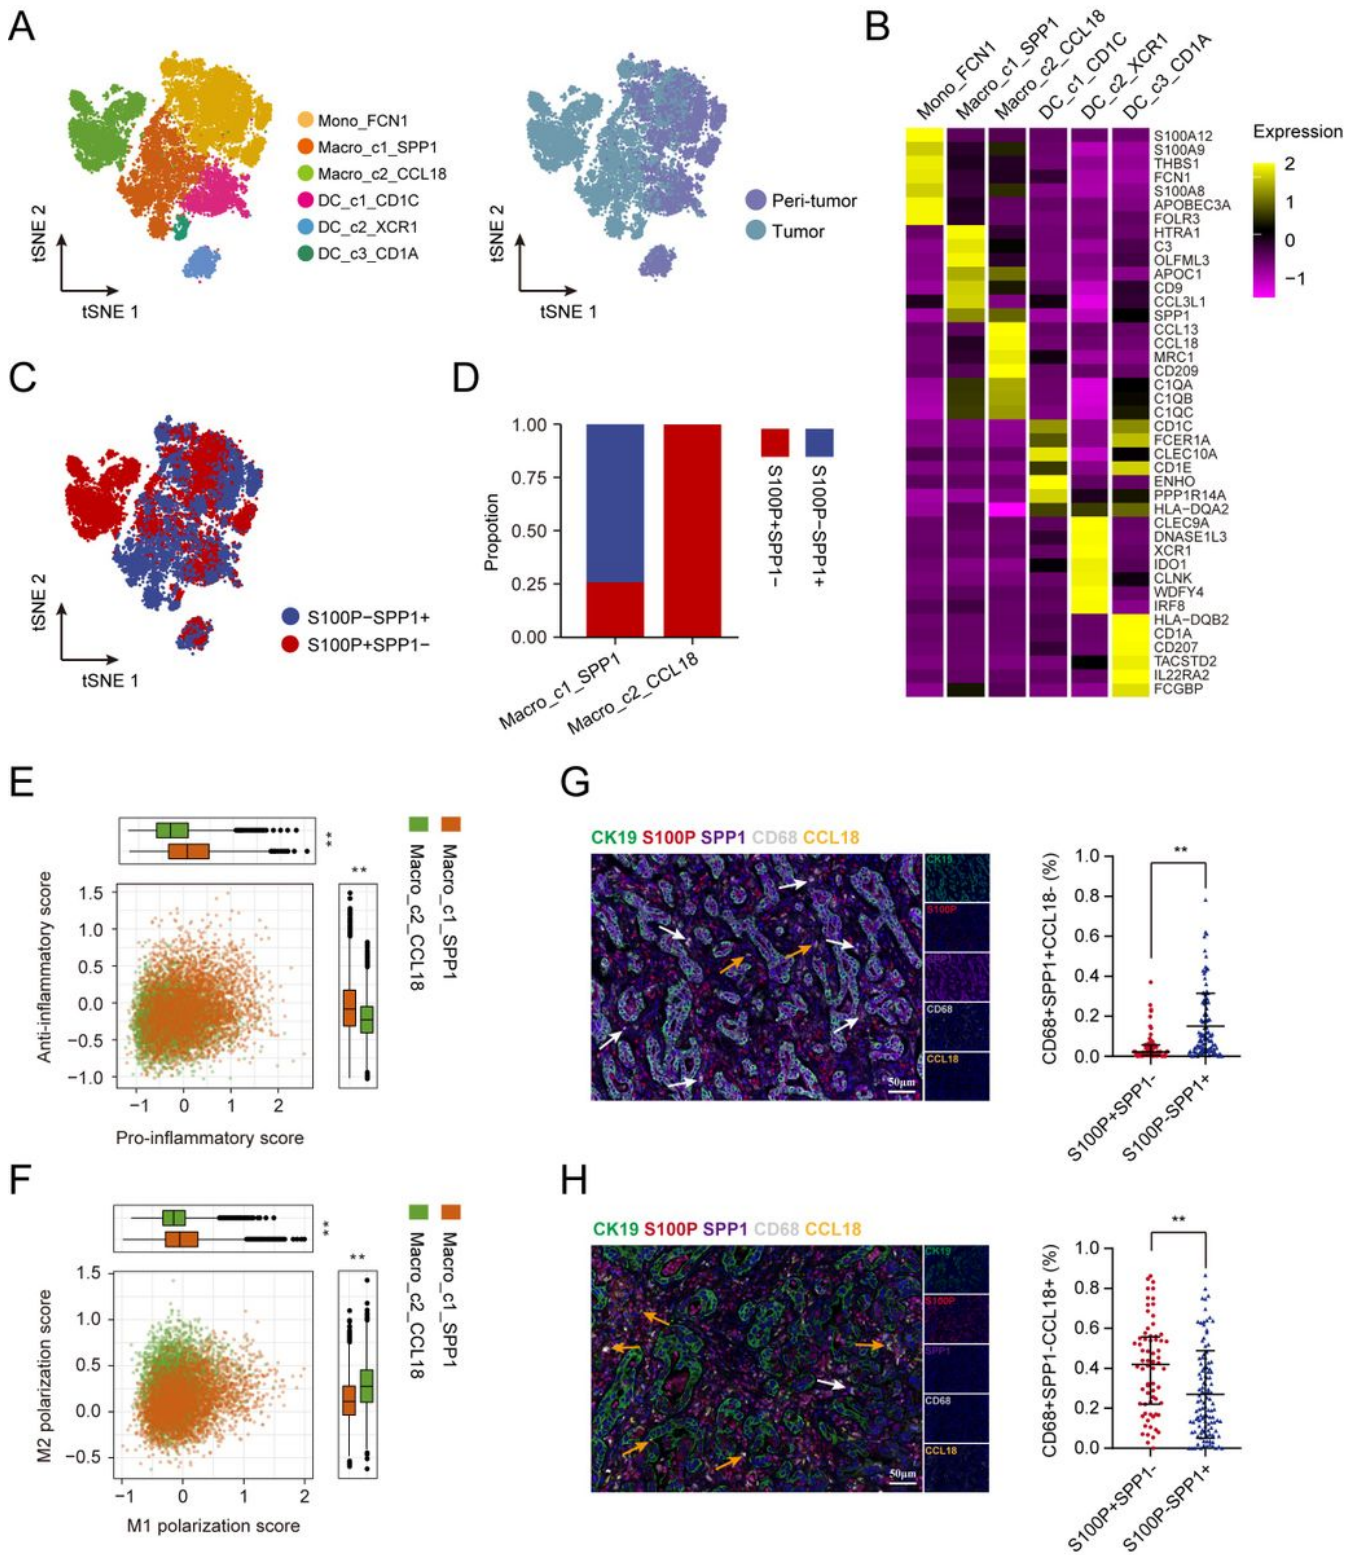 A
Mono_FCN1
Macro_c1_SPP1
Macro_c2_CCL18
DC_c1_CD1C
DC_c2_XCR1
DC_c3_CD1A
tSNE 2
tSNE 1
Peri-tumor
Tumor
tSNE 2
tSNE 1
B
Mono_FCN1
Macro_c1_SPP1
Macro_c2_CCL18
DC_c1_CD1C
DC_c2_XCR1
DC_c3_CD1A
S100A12
S100A9
THBS1
FCN1
S100A8
APOBEC3A
FOLR3
HTRA1
C3
OLFML3
APOC1
CD9
CCL3L1
SPP1
CCL13
CCL18
MRC1
CD209
C1QA
C1QB
C1QC
CD1C
FCER1A
CLEC10A
CD1E
ENHO
PPP1R14A
HLA−DQA2
CLEC9A
DNASE1L3
XCR1
IDO1
CLNK
WDFY4
IRF8
HLA−DQB2
CD1A
CD207
TACSTD2
IL22RA2
FCGBP
Expression
2
1
0
−1
C
tSNE 2
tSNE 1
S100P−SPP1+
S100P+SPP1−
D
Propotion
1.00
0.75
0.50
0.25
0.00
Macro_c1_SPP1
Macro_c2_CCL18
S100P+SPP1−
S100P−SPP1+
E
**
**
Macro_c2_CCL18
Macro_c1_SPP1
Anti-inflammatory score
1.5
1.0
0.5
0.0
−0.5
−1.0
−1 0 1 2
Pro-inflammatory score
F
**
**
Macro_c2_CCL18
Macro_c1_SPP1
M2 polarization score
1.5
1.0
0.5
0.0
−0.5
−1 0 1 2
M1 polarization score
G
CK19 S100P SPP1 CD68 CCL18
CK19
S100P
SPP1
CD68
CCL18
50μm
CD68+SPP1+CCL18- (%)
1.0
0.8
0.6
0.4
0.2
0.0
**
S100P+SPP1-
S100P-SPP1+
H
CK19 S100P SPP1 CD68 CCL18
CK19
S100P
SPP1
CD68
CCL18
50μm
CD68+SPP1-CCL18+ (%)
1.0
0.8
0.6
0.4
0.2
0.0
**
S100P+SPP1-
S100P-SPP1+